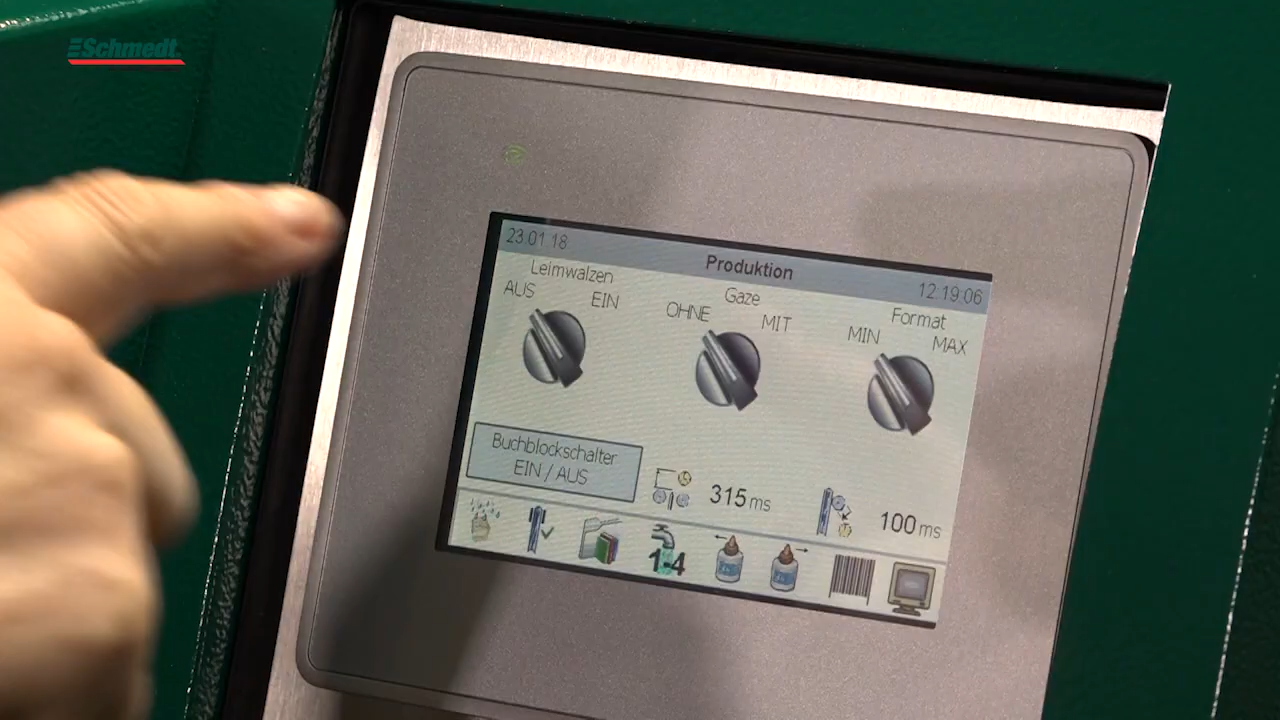 Schmedt
23.01.18
Produktion
12:19:06
Leimwalzen
AUS
EIN
Gaze
OHNE
MIT
Format
MIN
MAX
Buchblockschalter
EIN / AUS
315 ms
100 ms
1-4